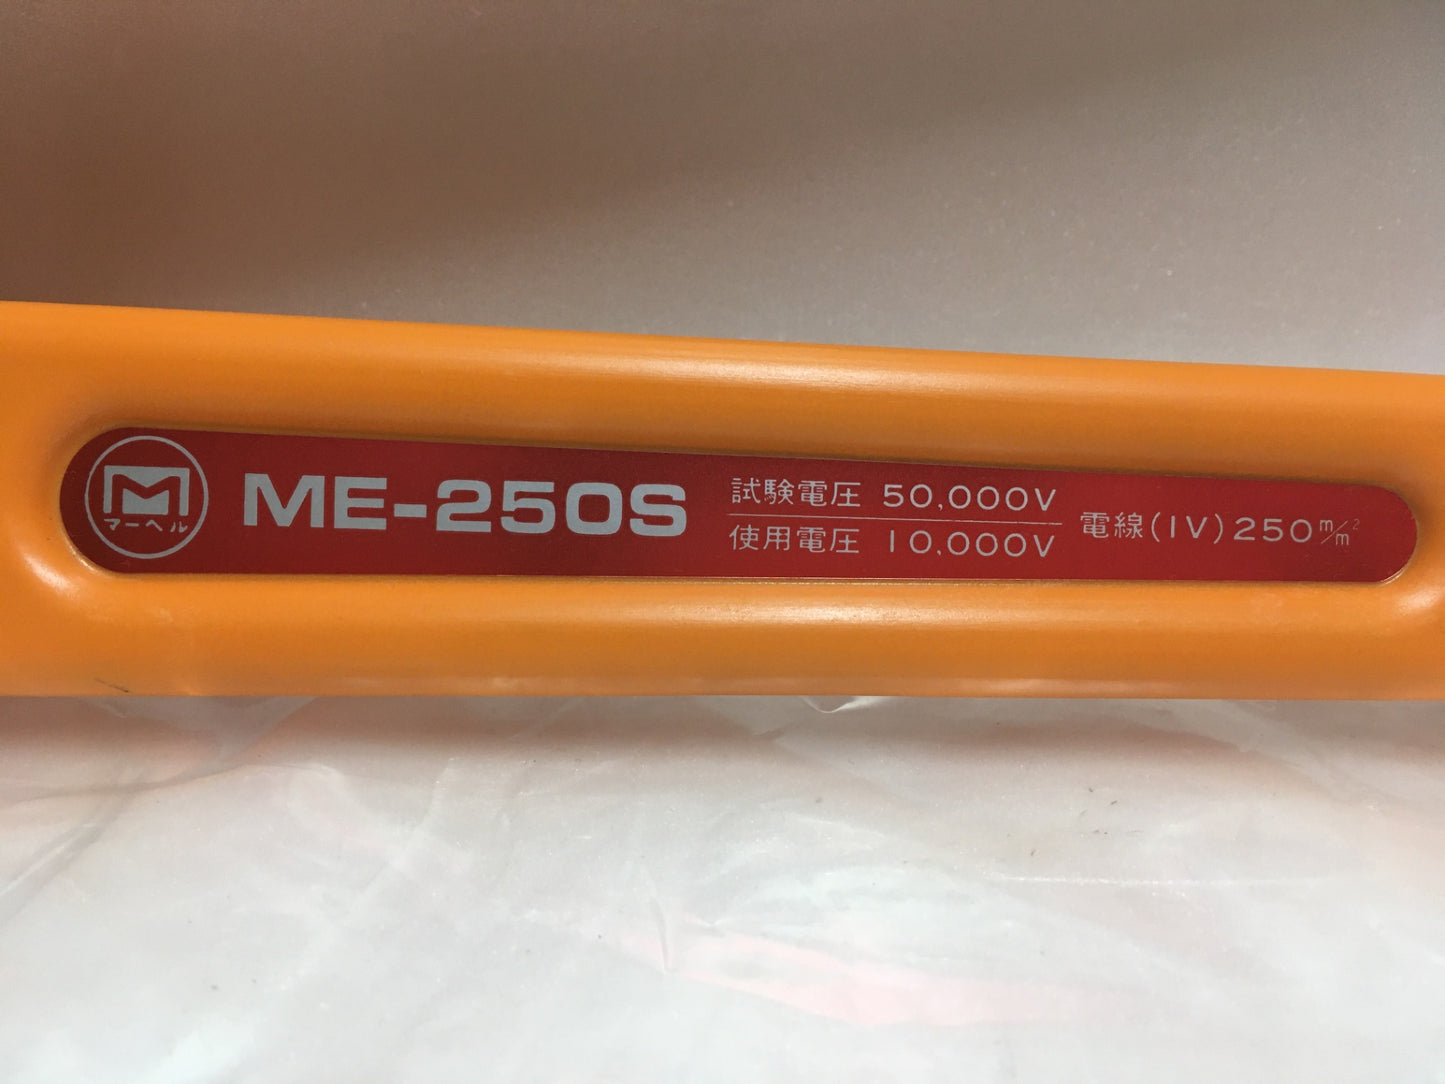 M
マーベル
ME-250S
試験電圧 50,000V
使用電圧 10,000V
電線(IV)250m/m²